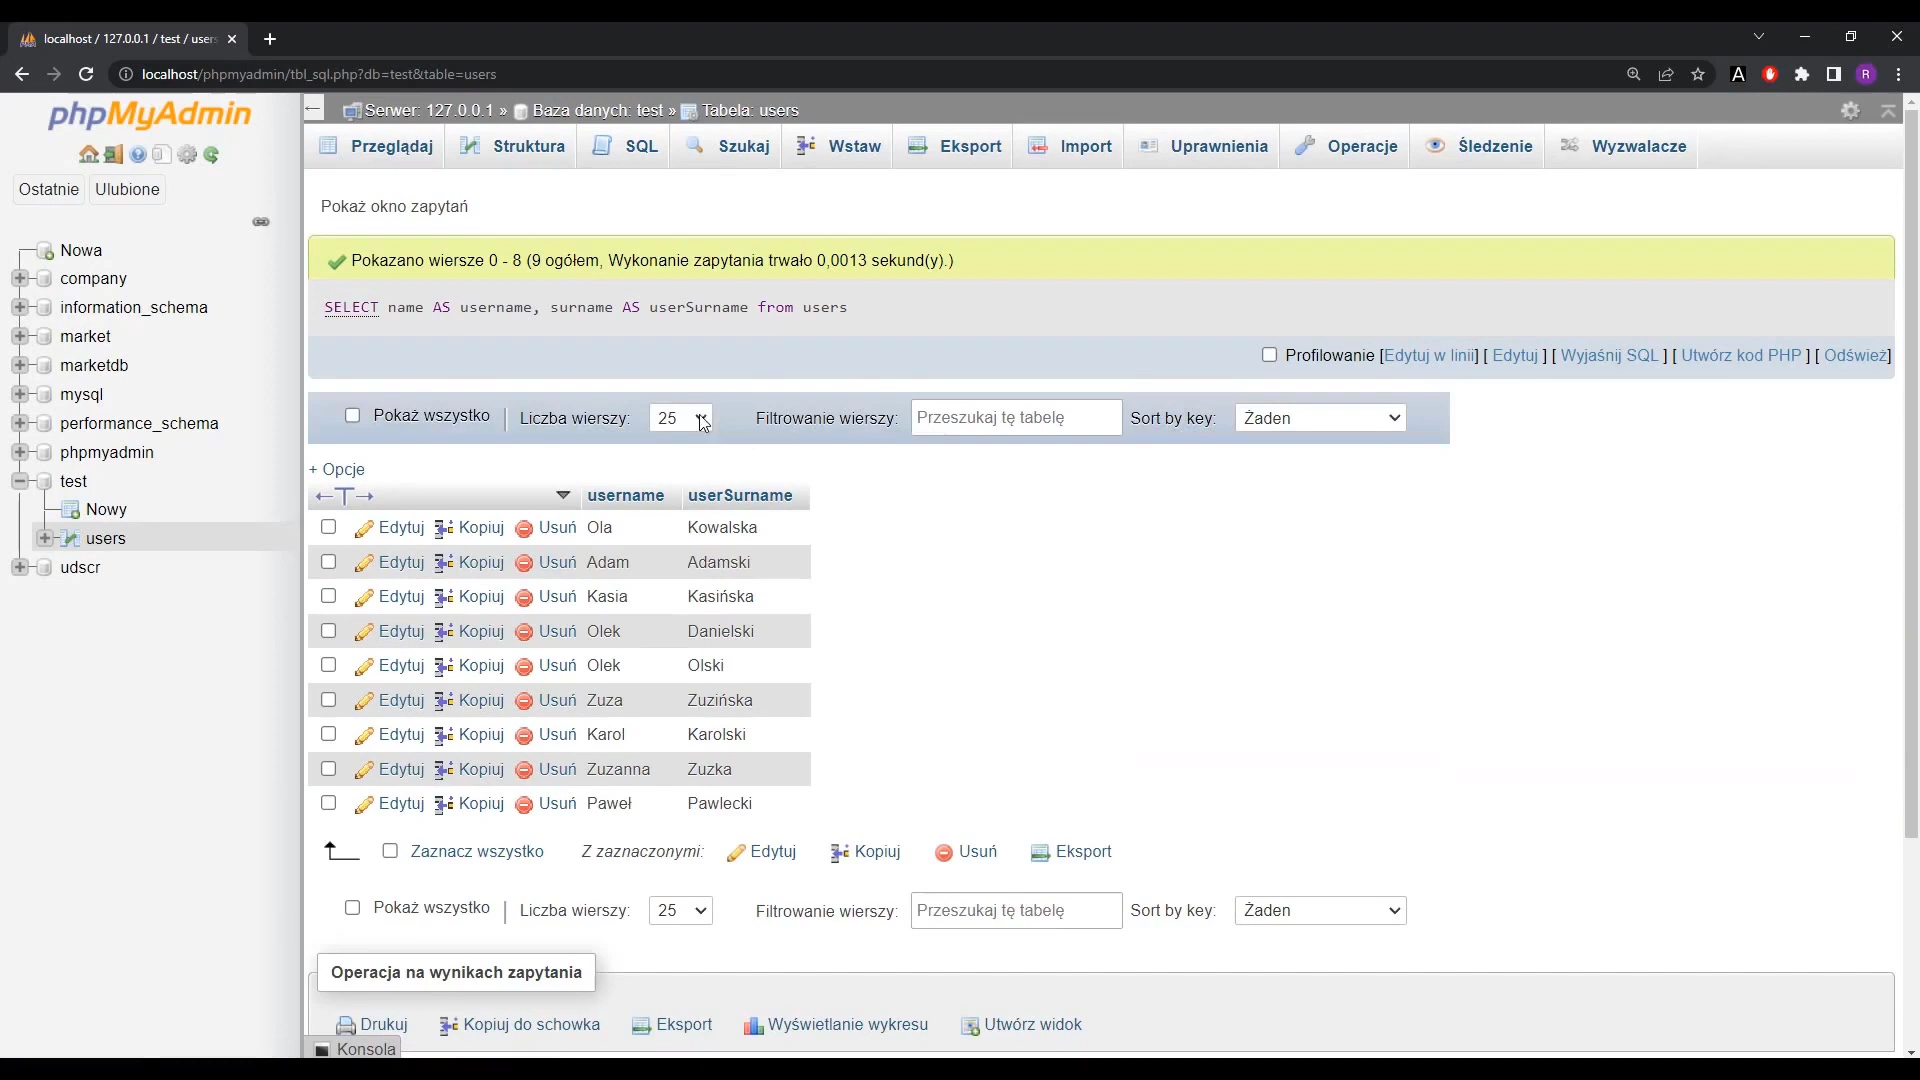 localhost / 127.0.0.1 / test / users
localhost/phpmyadmin/tbl_sql.php?db=test&table=users
A
R
phpMyAdmin
Ostatnie
Ulubione
Nowa
company
information_schema
market
marketdb
mysql
performance_schema
phpmyadmin
test
Nowy
users
udscr
Serwer: 127.0.0.1 » Baza danych: test » Tabela: users
Przeglądaj Struktura SQL Szukaj Wstaw Eksport Import Uprawnienia Operacje Śledzenie Wyzwalacze
Pokaż okno zapytań
Pokazano wiersze 0 - 8 (9 ogółem, Wykonanie zapytania trwało 0,0013 sekund(y).)
SELECT name AS username, surname AS userSurname from users
Profilowanie [Edytuj w linii] [ Edytuj ] [ Wyjaśnij SQL ] [ Utwórz kod PHP ] [ Odśwież]
Pokaż wszystko | Liczba wierszy: 25 Filtrowanie wierszy: Przeszukaj tę tabelę Sort by key: Żaden
+ Opcje
←T→ username userSurname
Edytuj Kopiuj Usuń Ola Kowalska
Edytuj Kopiuj Usuń Adam Adamski
Edytuj Kopiuj Usuń Kasia Kasińska
Edytuj Kopiuj Usuń Olek Danielski
Edytuj Kopiuj Usuń Olek Olski
Edytuj Kopiuj Usuń Zuza Zuzińska
Edytuj Kopiuj Usuń Karol Karolski
Edytuj Kopiuj Usuń Zuzanna Zuzka
Edytuj Kopiuj Usuń Paweł Pawlecki
Zaznacz wszystko Z zaznaczonymi: Edytuj Kopiuj Usuń Eksport
Pokaż wszystko | Liczba wierszy: 25 Filtrowanie wierszy: Przeszukaj tę tabelę Sort by key: Żaden
Operacja na wynikach zapytania
Drukuj Kopiuj do schowka Eksport Wyświetlanie wykresu Utwórz widok
Konsola